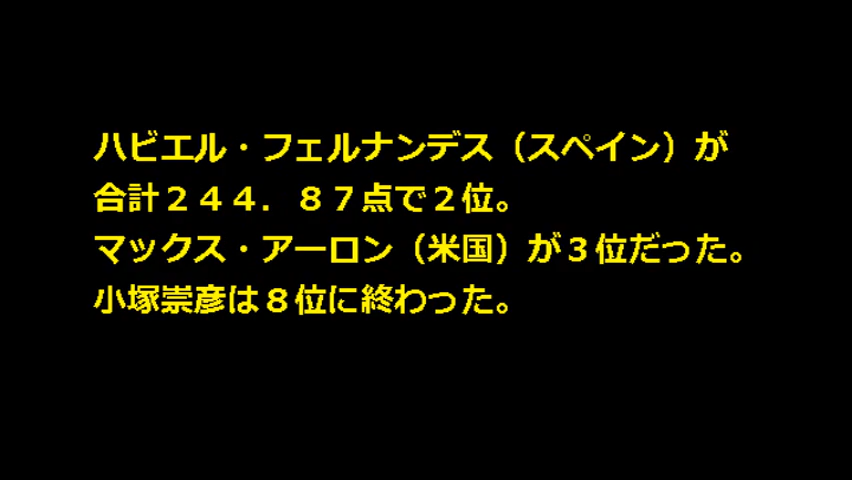 ハビエル・フェルナンデス（スペイン）が
合計２４４．８７点で２位。
マックス・アーロン（米国）が３位だった。
小塚崇彦は８位に終わった。